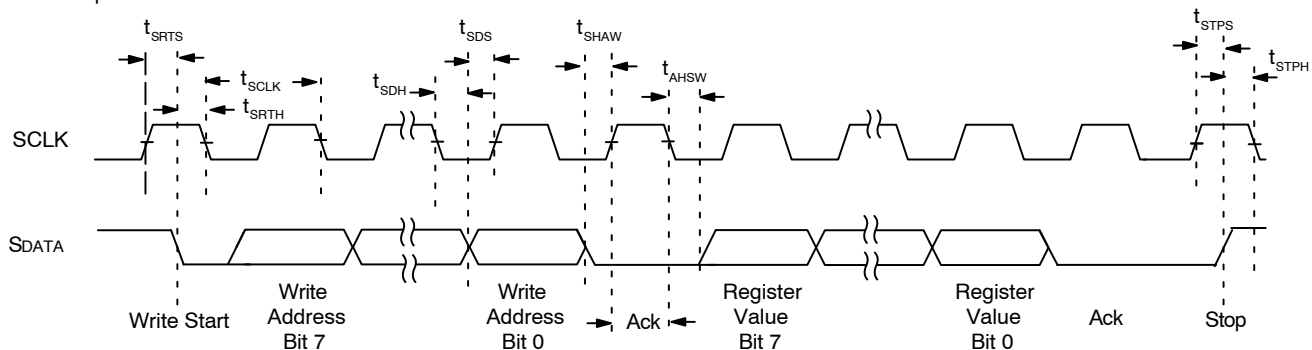 tSRTS
tSDS
tSHAW
tSTPS
tSCLK
tSDH
tAHSW
tSTPH
tSRTH
SCLK
SDATA
Write Start
Write
Address
Bit 7
Write
Address
Bit 0
Ack
Register
Value
Bit 7
Register
Value
Bit 0
Ack
Stop